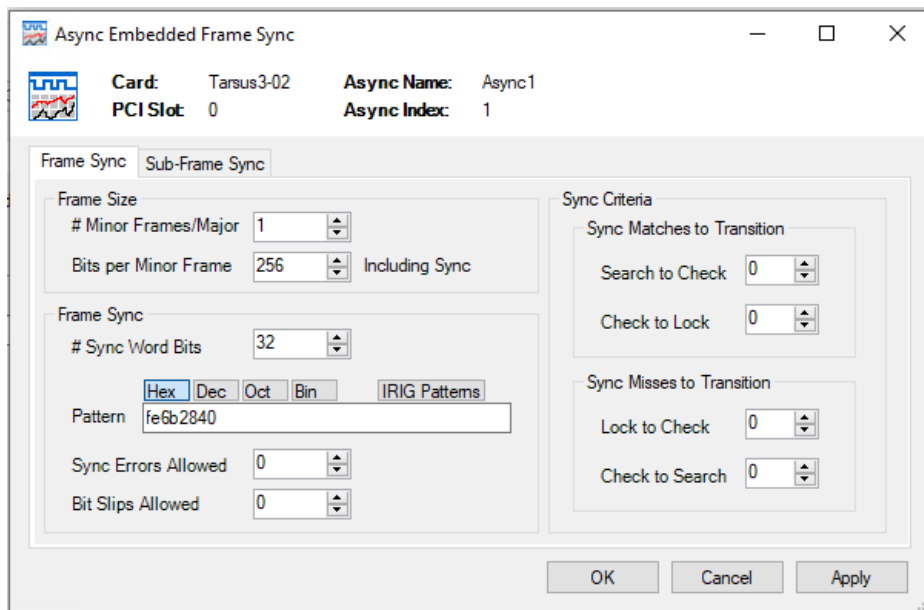 Async Embedded Frame Sync
Card: Tarsus3-02 Async Name: Async1
PCI Slot: 0 Async Index: 1
Frame Sync Sub-Frame Sync
Frame Size
# Minor Frames/Major 1
Bits per Minor Frame 256 Including Sync
Frame Sync
# Sync Word Bits 32
Hex Dec Oct Bin IRIG Patterns
Pattern fe6b2840
Sync Errors Allowed 0
Bit Slips Allowed 0
Sync Criteria
Sync Matches to Transition
Search to Check 0
Check to Lock 0
Sync Misses to Transition
Lock to Check 0
Check to Search 0
OK Cancel Apply